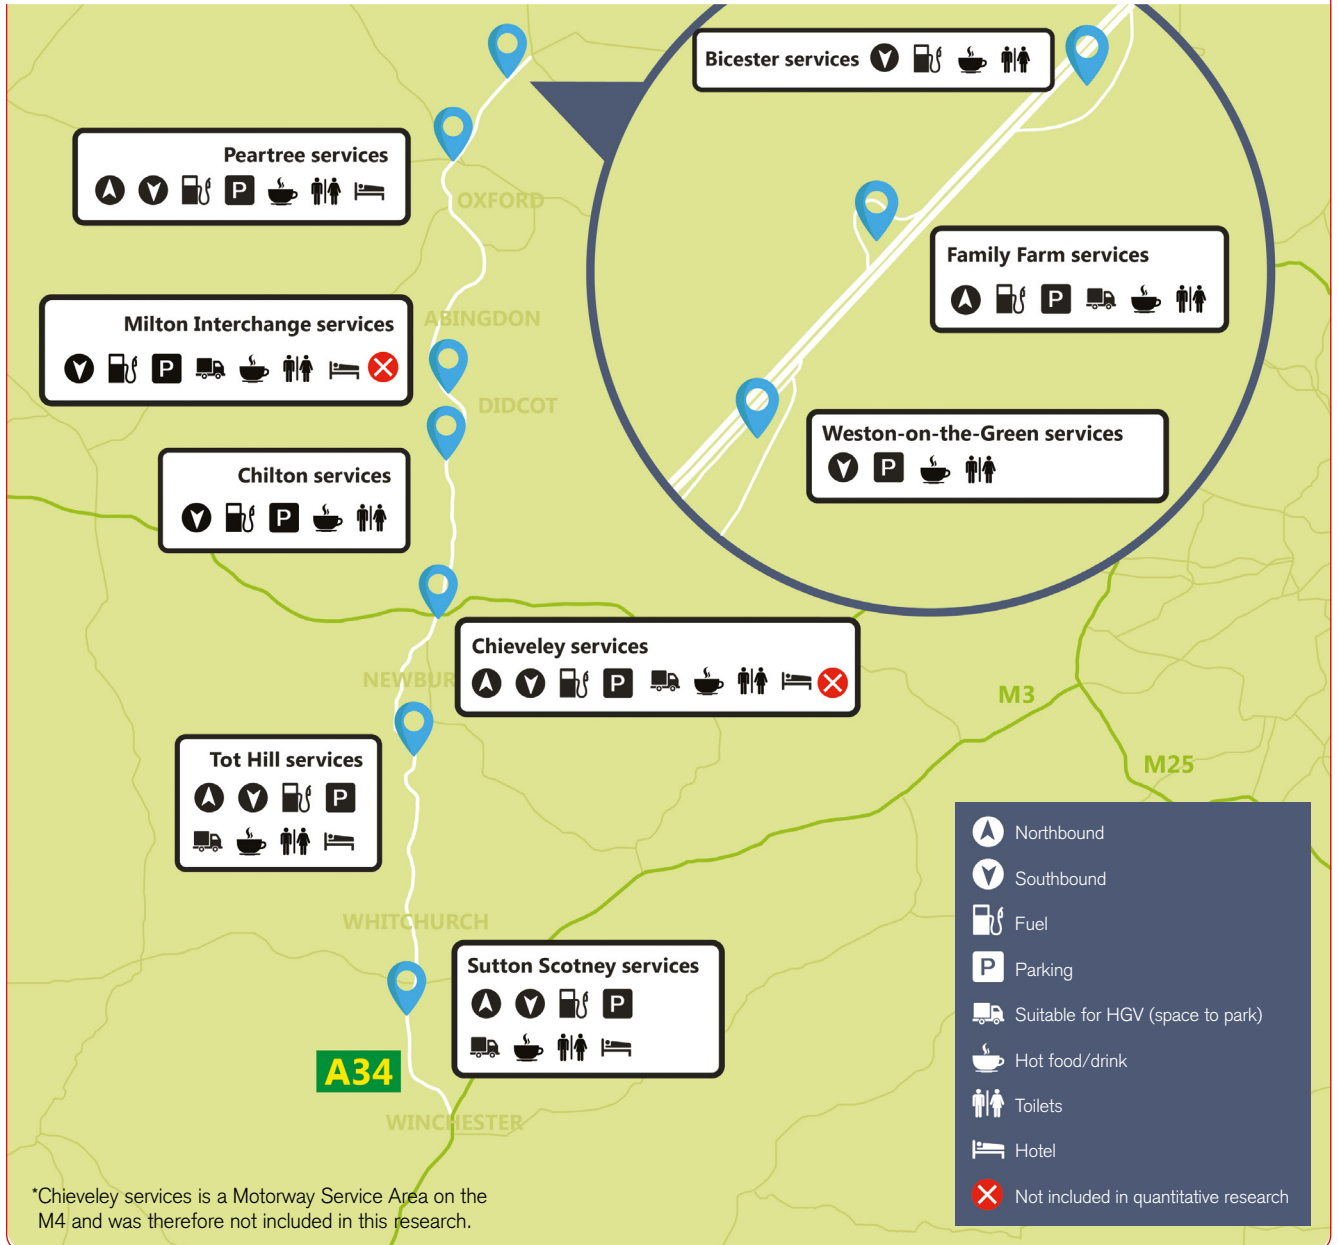 Bicester services
Peartree services
P
OXFORD
Family Farm services
P
Milton Interchange services
P
ABINGDON
DIDCOT
Weston-on-the-Green services
P
Chilton services
P
Chieveley services
P
NEWBUR
M3
M25
Tot Hill services
P
Northbound
Southbound
Fuel
P Parking
Suitable for HGV (space to park)
Hot food/drink
Toilets
Hotel
Not included in quantitative research
WHITCHURCH
Sutton Scotney services
P
A34
WINCHESTER
*Chieveley services is a Motorway Service Area on the
M4 and was therefore not included in this research.